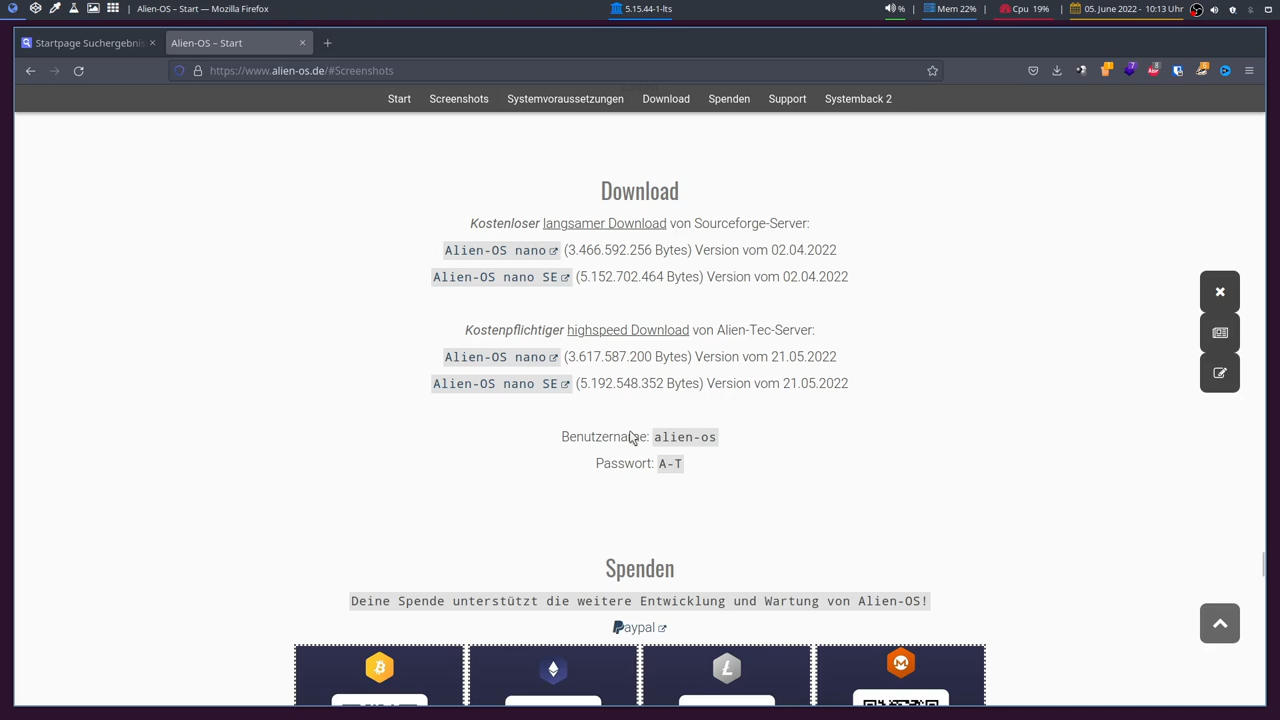 Alien-OS – Start — Mozilla Firefox
5.15.44-1-lts
%
Mem 22%
Cpu 19%
05. June 2022 - 10:13 Uhr
Startpage Suchergebnis
Alien-OS – Start
https://www.alien-os.de/#Screenshots
Start
Screenshots
Systemvoraussetzungen
Download
Spenden
Support
Systemback 2
Download
Kostenloser langsamer Download von Sourceforge-Server:
Alien-OS nano (3.466.592.256 Bytes) Version vom 02.04.2022
Alien-OS nano SE (5.152.702.464 Bytes) Version vom 02.04.2022
Kostenpflichtiger highspeed Download von Alien-Tec-Server:
Alien-OS nano (3.617.587.200 Bytes) Version vom 21.05.2022
Alien-OS nano SE (5.192.548.352 Bytes) Version vom 21.05.2022
Benutzername: alien-os
Passwort: A-T
Spenden
Deine Spende unterstützt die weitere Entwicklung und Wartung von Alien-OS!
Paypal